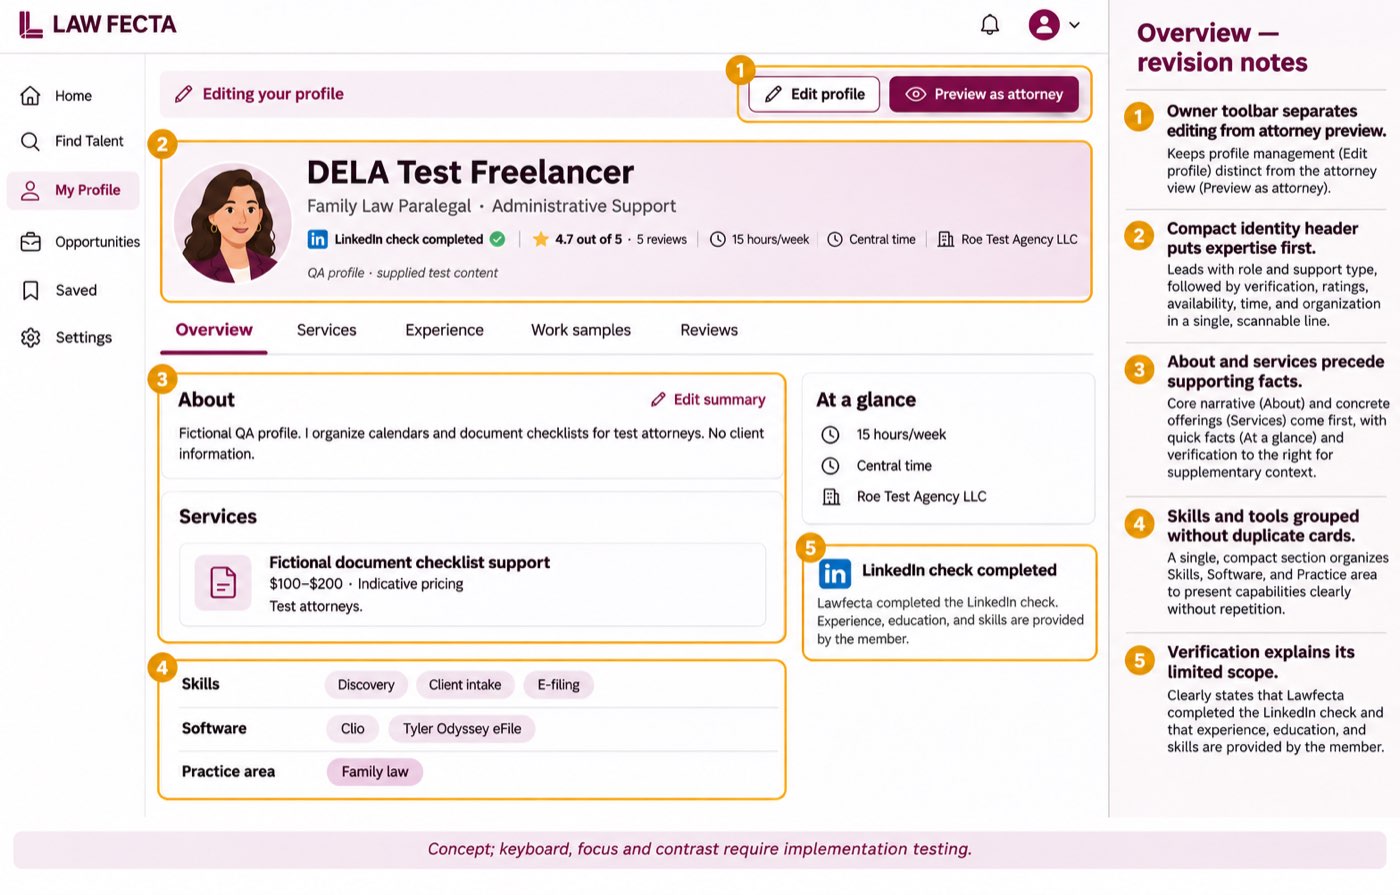 LAW FECTA
Home
Find Talent
My Profile
Opportunities
Saved
Settings
Editing your profile
1
Edit profile
Preview as attorney
2
DELA Test Freelancer
Family Law Paralegal · Administrative Support
in LinkedIn check completed
4.7 out of 5 · 5 reviews
15 hours/week
Central time
Roe Test Agency LLC
QA profile · supplied test content
Overview
Services
Experience
Work samples
Reviews
3
About
Edit summary
Fictional QA profile. I organize calendars and document checklists for test attorneys. No client
information.
Services
Fictional document checklist support
$100–$200 · Indicative pricing
Test attorneys.
4
Skills
Discovery
Client intake
E-filing
Software
Clio
Tyler Odyssey eFile
Practice area
Family law
At a glance
15 hours/week
Central time
Roe Test Agency LLC
5
in LinkedIn check completed
Lawfecta completed the LinkedIn check.
Experience, education, and skills are provided
by the member.
Overview —
revision notes
1
Owner toolbar separates
editing from attorney preview.
Keeps profile management (Edit
profile) distinct from the attorney
view (Preview as attorney).
2
Compact identity header
puts expertise first.
Leads with role and support type,
followed by verification, ratings,
availability, time, and organization
in a single, scannable line.
3
About and services precede
supporting facts.
Core narrative (About) and concrete
offerings (Services) come first, with
quick facts (At a glance) and
verification to the right for
supplementary context.
4
Skills and tools grouped
without duplicate cards.
A single, compact section organizes
Skills, Software, and Practice area
to present capabilities clearly
without repetition.
5
Verification explains its
limited scope.
Clearly states that Lawfecta
completed the LinkedIn check and
that experience, education, and
skills are provided by the member.
Concept; keyboard, focus and contrast require implementation testing.